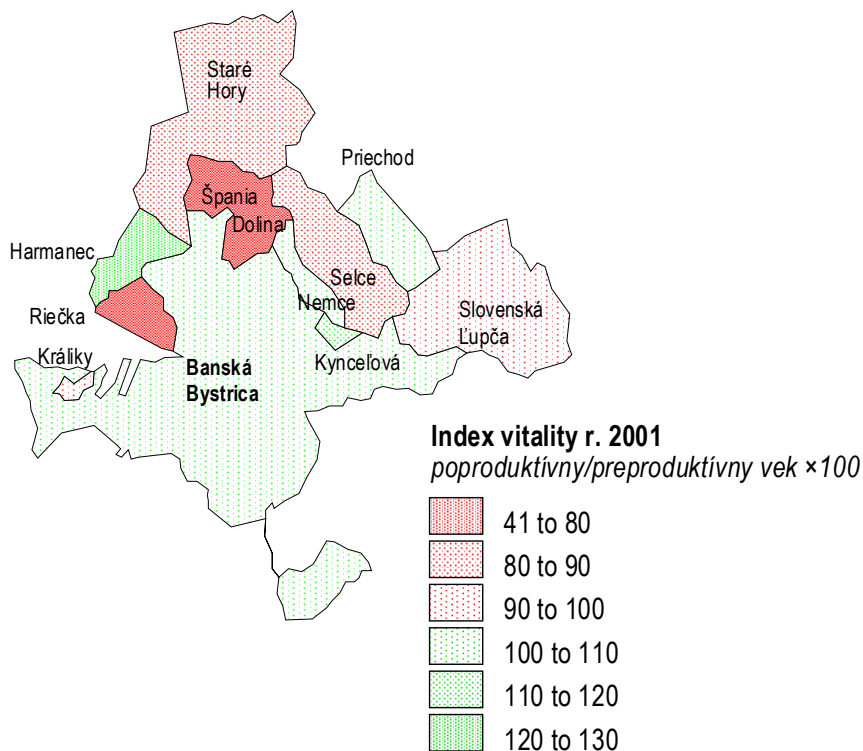 Staré
Hory
Priechod
Špania
Dolina
Harmanec
Selce
Nemce
Slovenská
Ľupča
Riečka
Králiky
Banská
Bystrica
Kynceľová
Index vitality r. 2001
poproduktívny/preproduktívny vek ×100
41 to 80
80 to 90
90 to 100
100 to 110
110 to 120
120 to 130